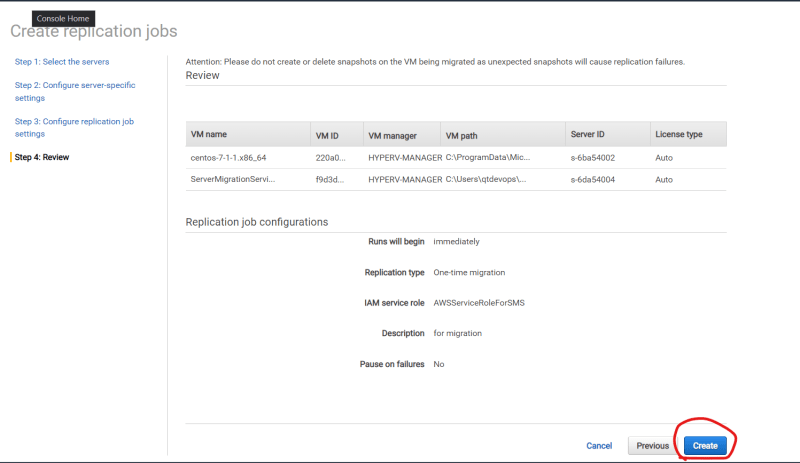 Console Home
Create replication jobs
Step 1: Select the servers
Step 2: Configure server-specific
settings
Step 3: Configure replication job
settings
Step 4: Review
Attention: Please do not create or delete snapshots on the VM being migrated as unexpected snapshots will cause replication failures.
Review
VM name VM ID VM manager VM path Server ID License type
centos-7-1-1.x86_64 220a0... HYPERV-MANAGER C:\ProgramData\Mic... s-6ba54002 Auto
ServerMigrationServi... f9d3d... HYPERV-MANAGER C:\Users\qtdevops\... s-6da54004 Auto
Replication job configurations
Runs will begin immediately
Replication type One-time migration
IAM service role AWSServiceRoleForSMS
Description for migration
Pause on failures No
Cancel Previous Create